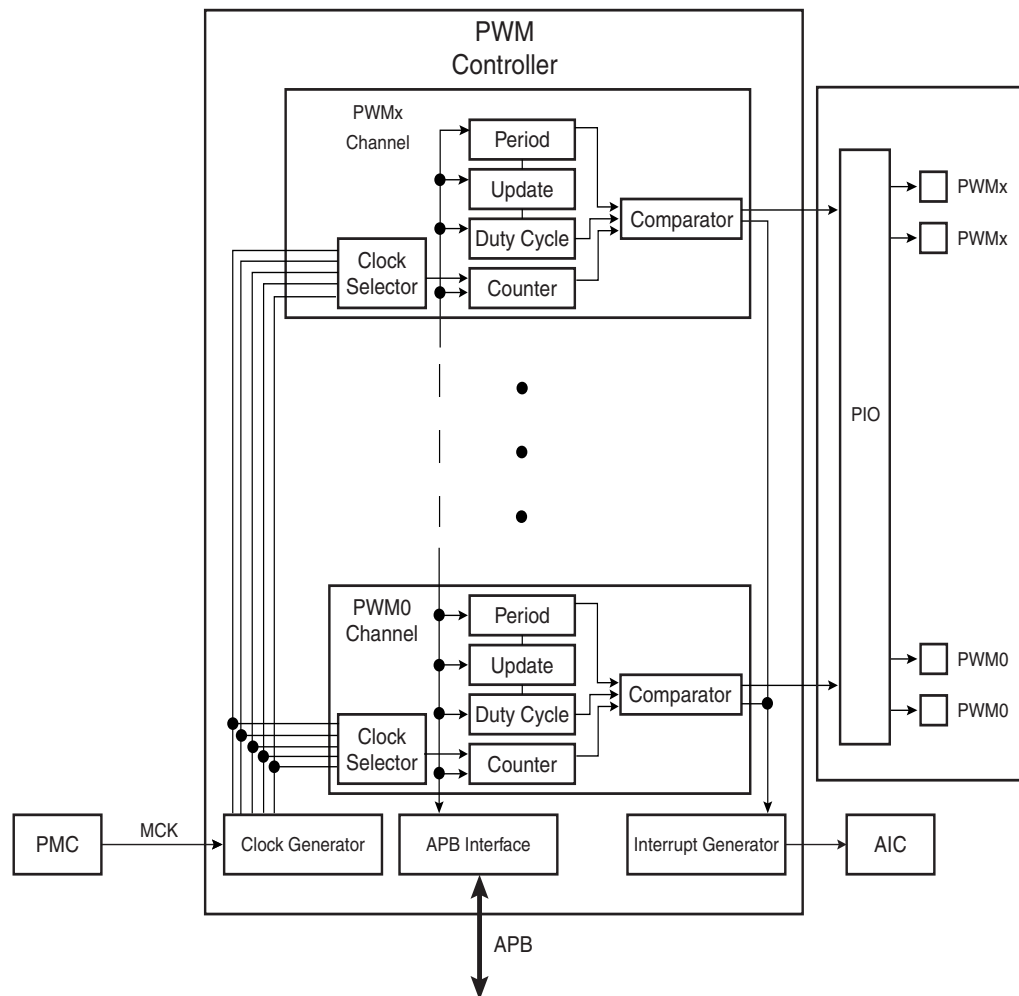 PWM
Controller
PWMx
Channel
Period
Update
Duty Cycle
Comparator
Clock
Selector
Counter
PWMx
PWMx
PIO
PWM0
Channel
Period
Update
Duty Cycle
Comparator
Clock
Selector
Counter
PWM0
PWM0
PMC
MCK
Clock Generator
APB Interface
Interrupt Generator
AIC
APB